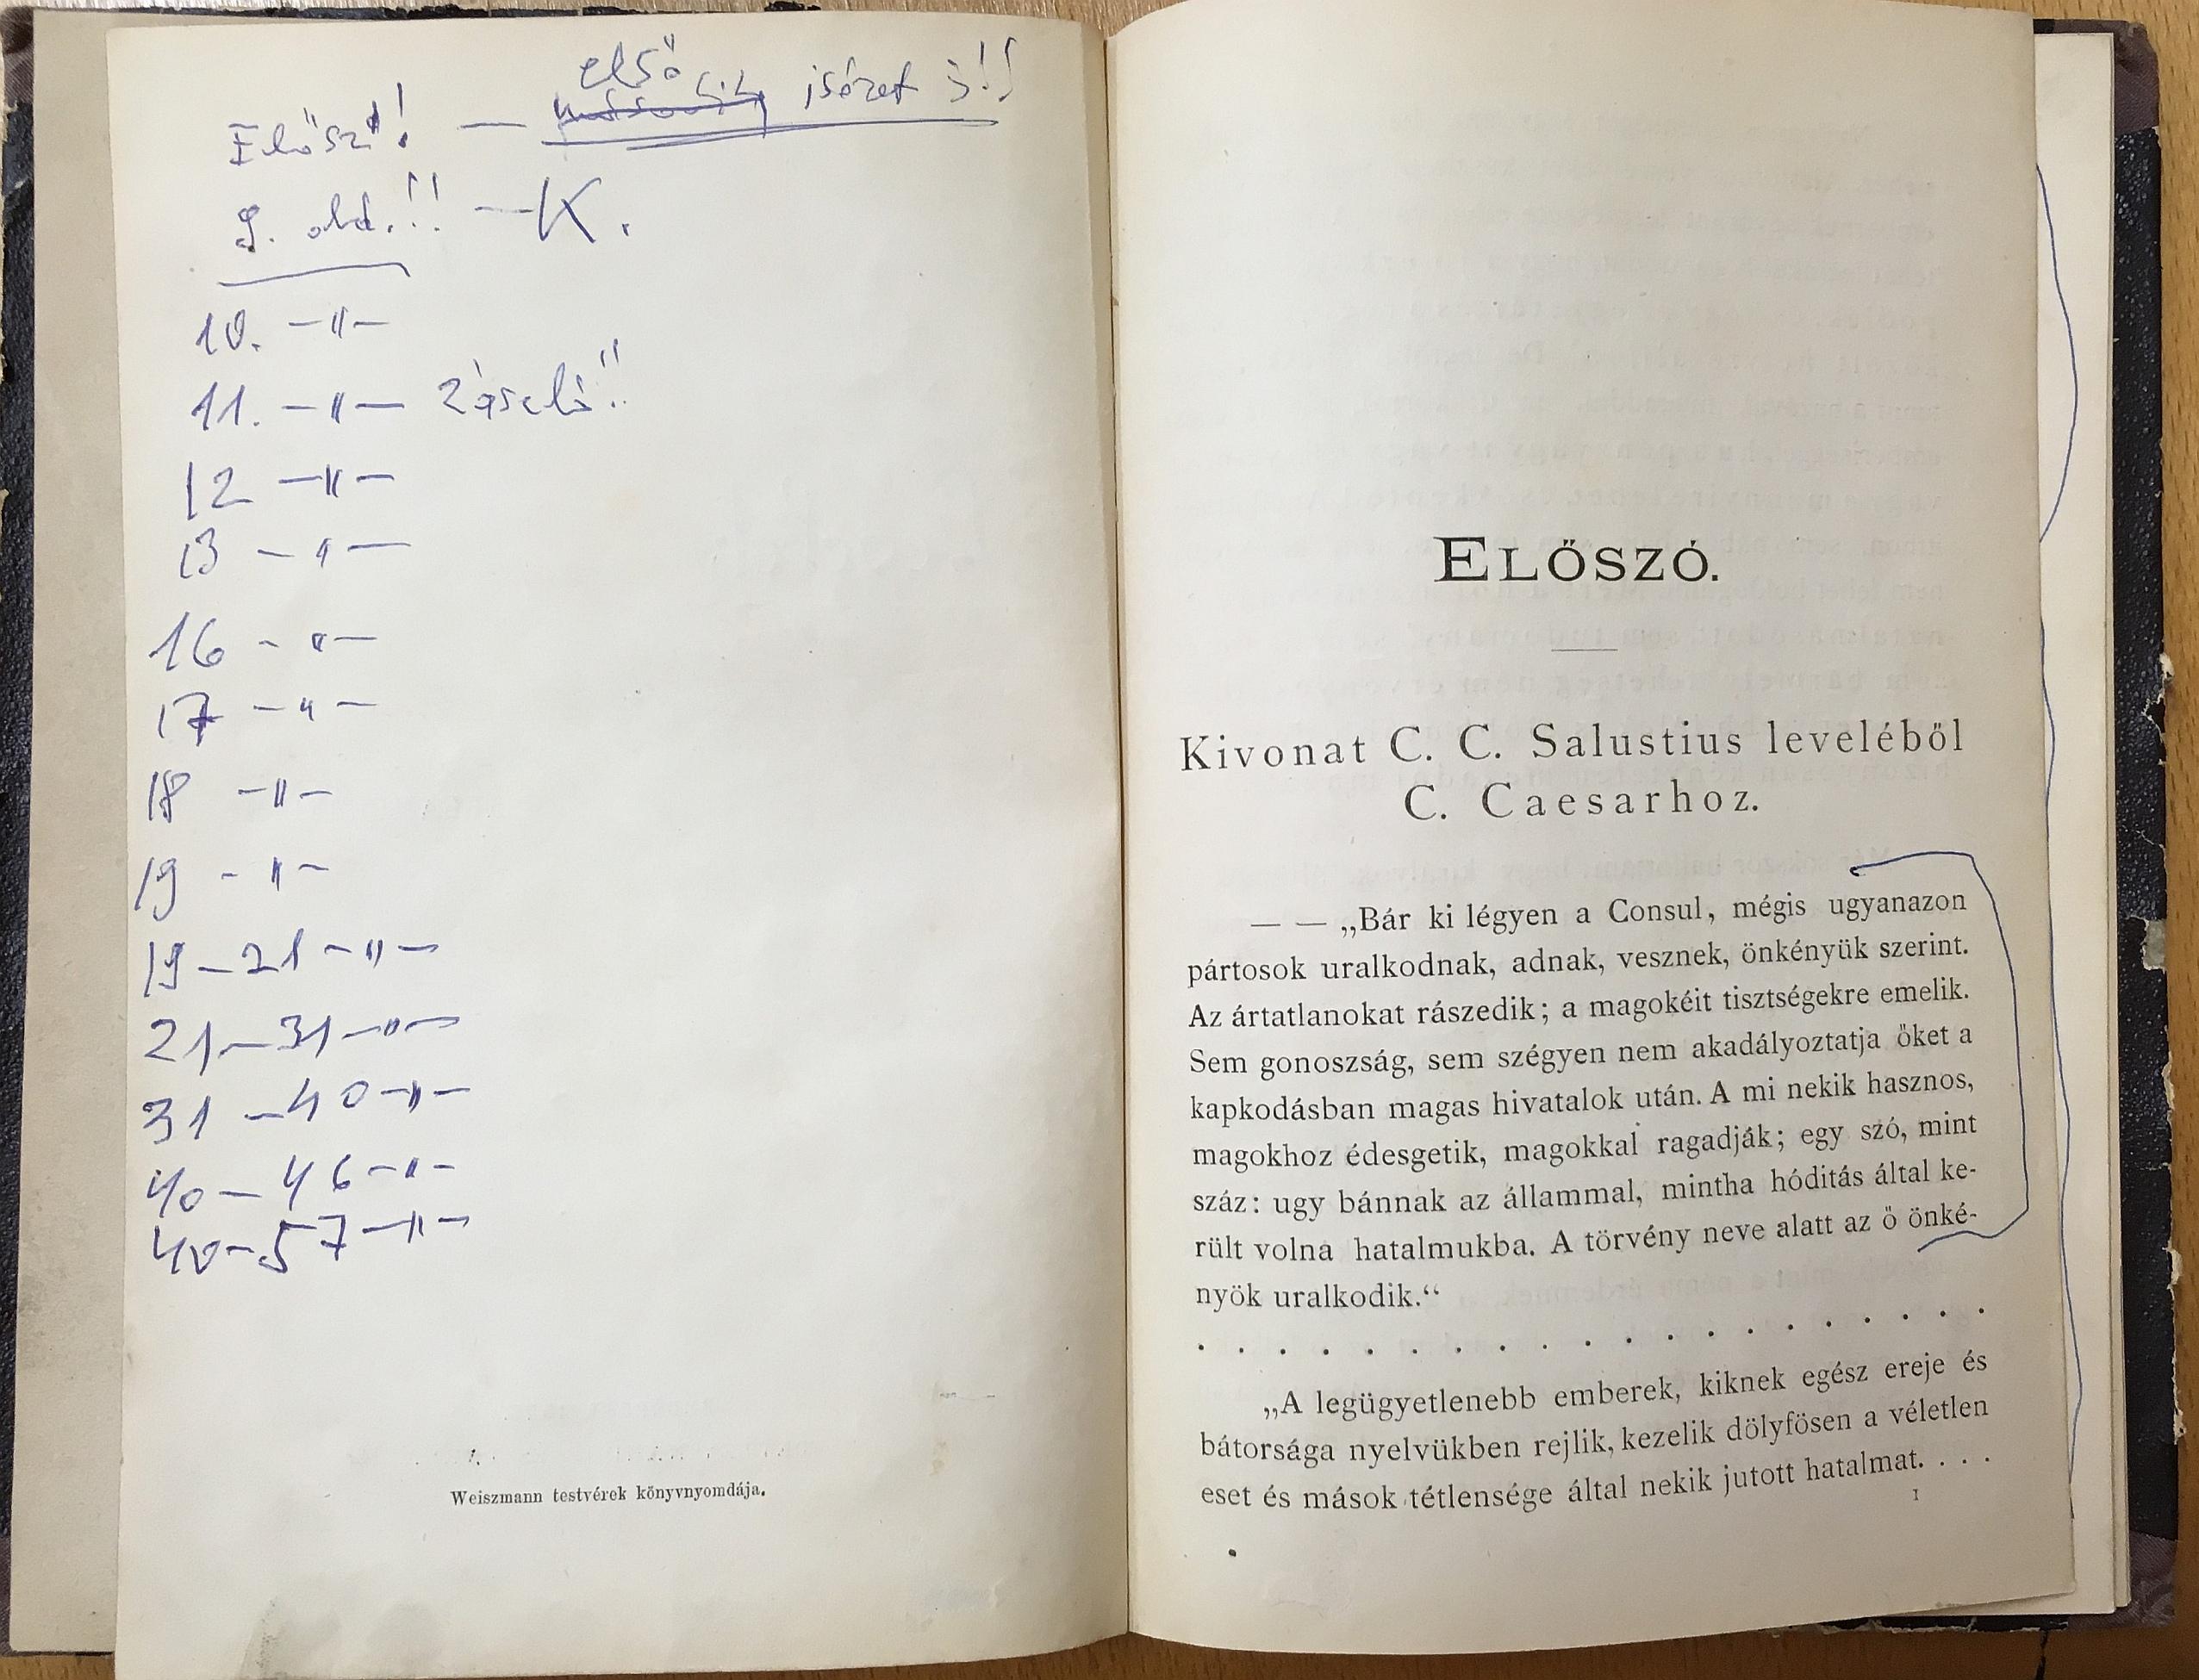 első
Előszó! — második idézet is!!
9. old.!! — K.
10. —"—
11. —"— zászló!!
12 —"—
13 —"—
16 —"—
17 —"—
18 —"—
19 —"—
19—21 —"—
21—31 —"—
31—40 —"—
40—46 —"—
40—57 —"—
Weiszmann testvérek könyvnyomdája.
ELŐSZÓ.
Kivonat C. C. Salustius leveléből
C. Caesarhoz.
— — „Bár ki légyen a Consul, mégis ugyanazon
pártosok uralkodnak, adnak, vesznek, önkényük szerint.
Az ártatlanokat rászedik; a magokéit tisztségekre emelik.
Sem gonoszság, sem szégyen nem akadályoztatja őket a
kapkodásban magas hivatalok után. A mi nekik hasznos,
magokhoz édesgetik, magokkal ragadják; egy szó, mint
száz: ugy bánnak az állammal, mintha hóditás által ke-
rült volna hatalmukba. A törvény neve alatt az ő önké-
nyök uralkodik.“
. . . . . . . . . . . . . . . . . . .
„A legügyetlenebb emberek, kiknek egész ereje és
bátorsága nyelvükben rejlik, kezelik dölyfösen a véletlen
eset és mások tétlensége által nekik jutott hatalmat. . . .
1